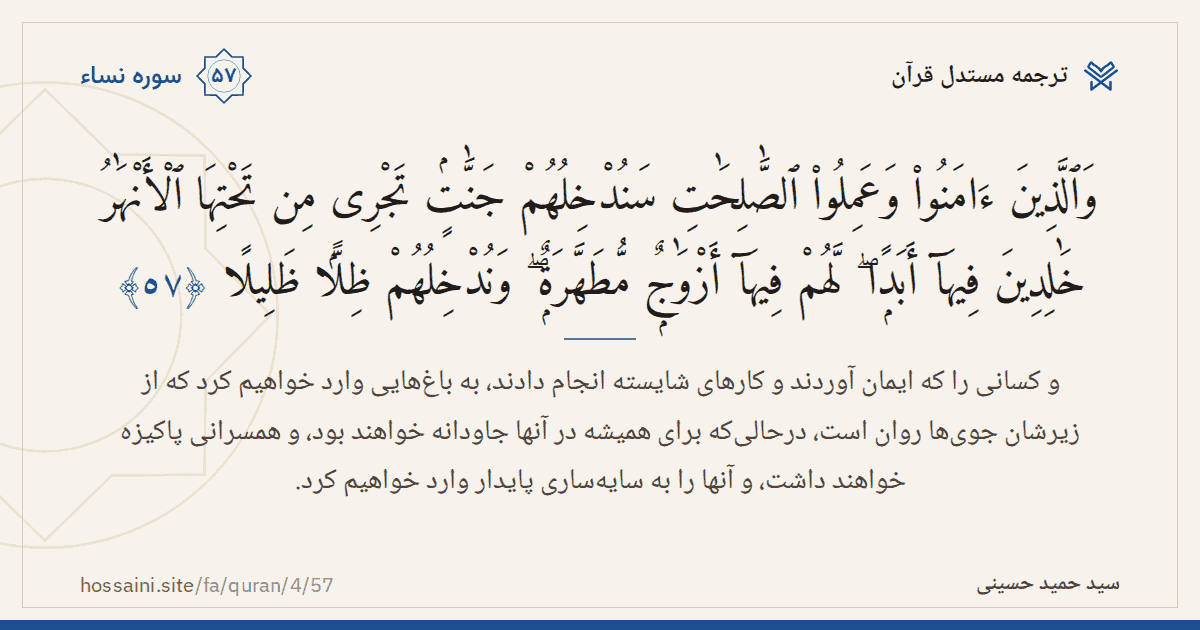 ترجمه مستدل قرآن
۵۷ سوره نساء
وَٱلَّذِينَ ءَامَنُوا۟ وَعَمِلُوا۟ ٱلصَّٰلِحَٰتِ سَنُدْخِلُهُمْ جَنَّٰتٍۢ تَجْرِى مِن تَحْتِهَا ٱلْأَنْهَٰرُ
خَٰلِدِينَ فِيهَآ أَبَدًۭا ۖ لَّهُمْ فِيهَآ أَزْوَٰجٌۭ مُّطَهَّرَةٌۭ ۖ وَنُدْخِلُهُمْ ظِلًّۭا ظَلِيلًا ﴿٥٧﴾
و کسانی را که ایمان آوردند و کارهای شایسته انجام دادند، به باغ‌هایی وارد خواهیم کرد که از
زیرشان جوی‌ها روان است، درحالی‌که برای همیشه در آنها جاودانه خواهند بود، و همسرانی پاکیزه
خواهند داشت، و آنها را به سایه‌ساری پایدار وارد خواهیم کرد.
سید حمید حسینی
hossaini.site/fa/quran/4/57